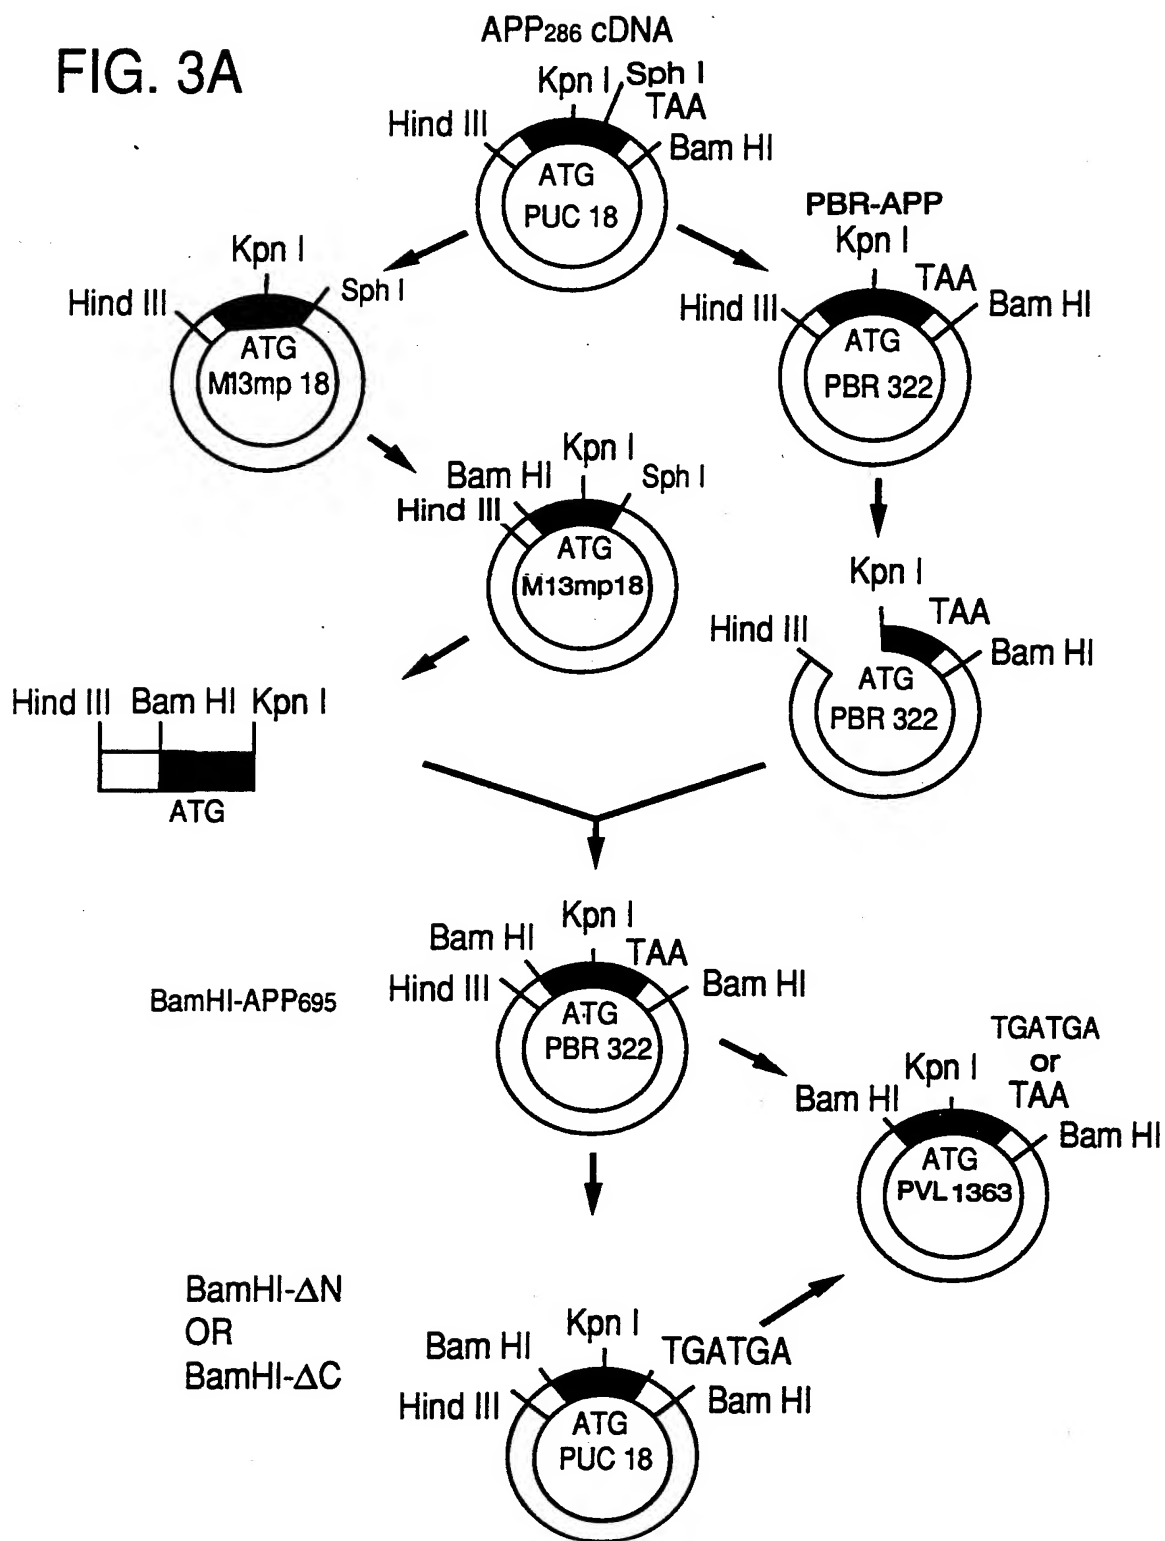 FIG. 3A
APP286 cDNA
Kpn I
Sph I
TAA
Hind III
Bam HI
ATG
PUC 18
Kpn I
Hind III
Sph I
ATG
M13mp 18
PBR-APP
Kpn I
TAA
Hind III
Bam HI
ATG
PBR 322
Kpn I
Bam HI
Sph I
Hind III
ATG
M13mp18
Kpn I
TAA
Hind III
Bam HI
ATG
PBR 322
Hind III Bam HI Kpn I
ATG
Kpn I
Bam HI
TAA
Hind III
Bam HI
ATG
PBR 322
BamHI-APP695
TGATGA
or
TAA
Kpn I
Bam HI
Bam HI
ATG
PVL 1363
BamHI-ΔN
OR
BamHI-ΔC
Kpn I
Bam HI
TGATGA
Hind III
Bam HI
ATG
PUC 18